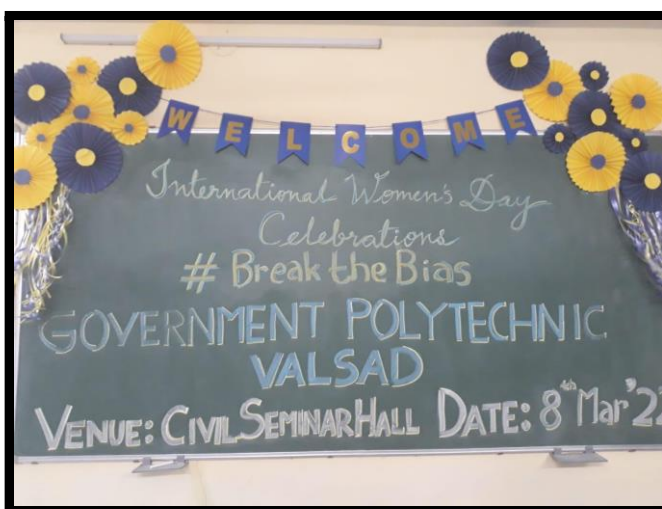 WELCOME
International Women's Day
Celebrations
# Break the Bias
GOVERNMENT POLYTECHNIC
VALSAD
VENUE: CIVIL SEMINAR HALL DATE: 8th Mar'22